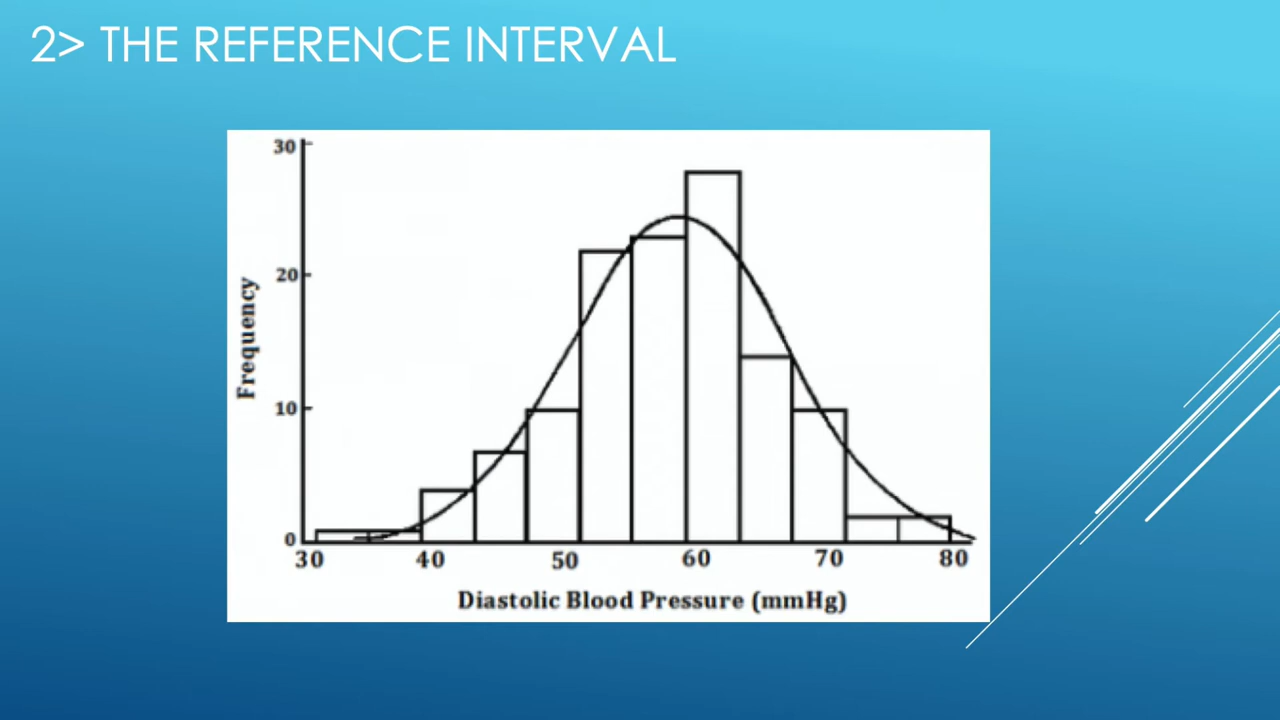 2> THE REFERENCE INTERVAL
30
20
10
0
Frequency
30 40 50 60 70 80
Diastolic Blood Pressure (mmHg)